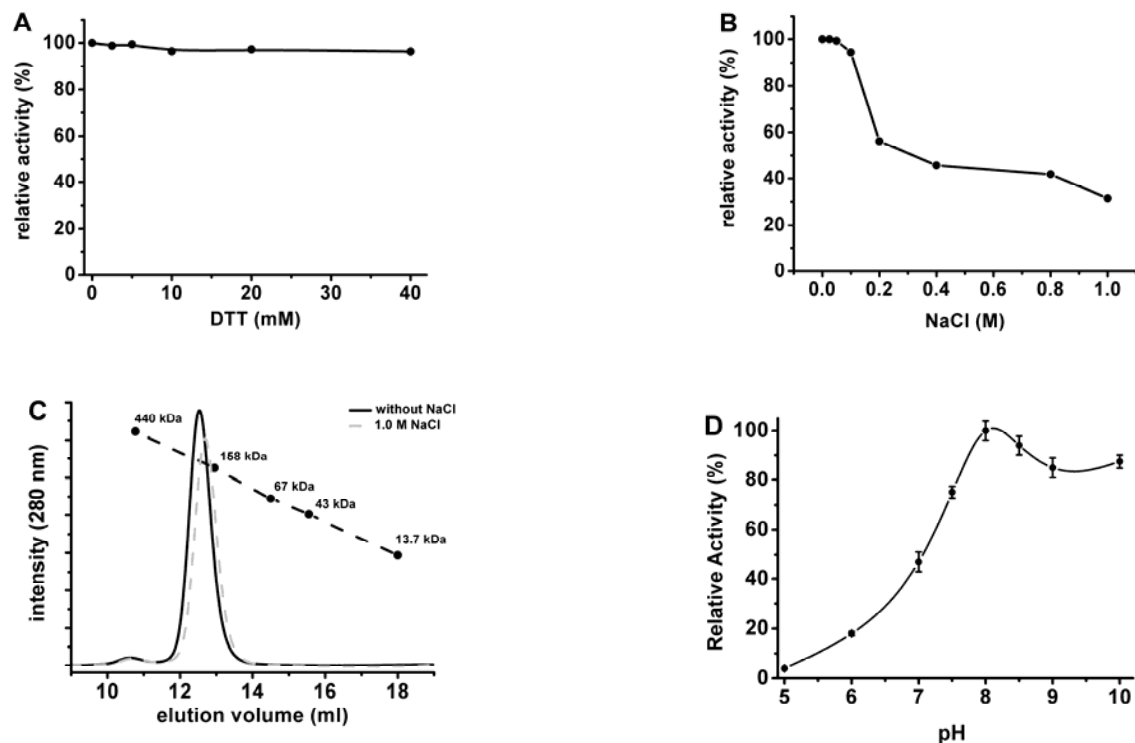 A
100
80
60
40
20
0
relative activity (%)
0 10 20 30 40
DTT (mM)
B
100
80
60
40
20
0
relative activity (%)
0.0 0.2 0.4 0.6 0.8 1.0
NaCl (M)
C
without NaCl
1.0 M NaCl
440 kDa
158 kDa
67 kDa
43 kDa
13.7 kDa
intensity (280 nm)
10 12 14 16 18
elution volume (ml)
D
100
80
60
40
20
0
Relative Activity (%)
5 6 7 8 9 10
pH